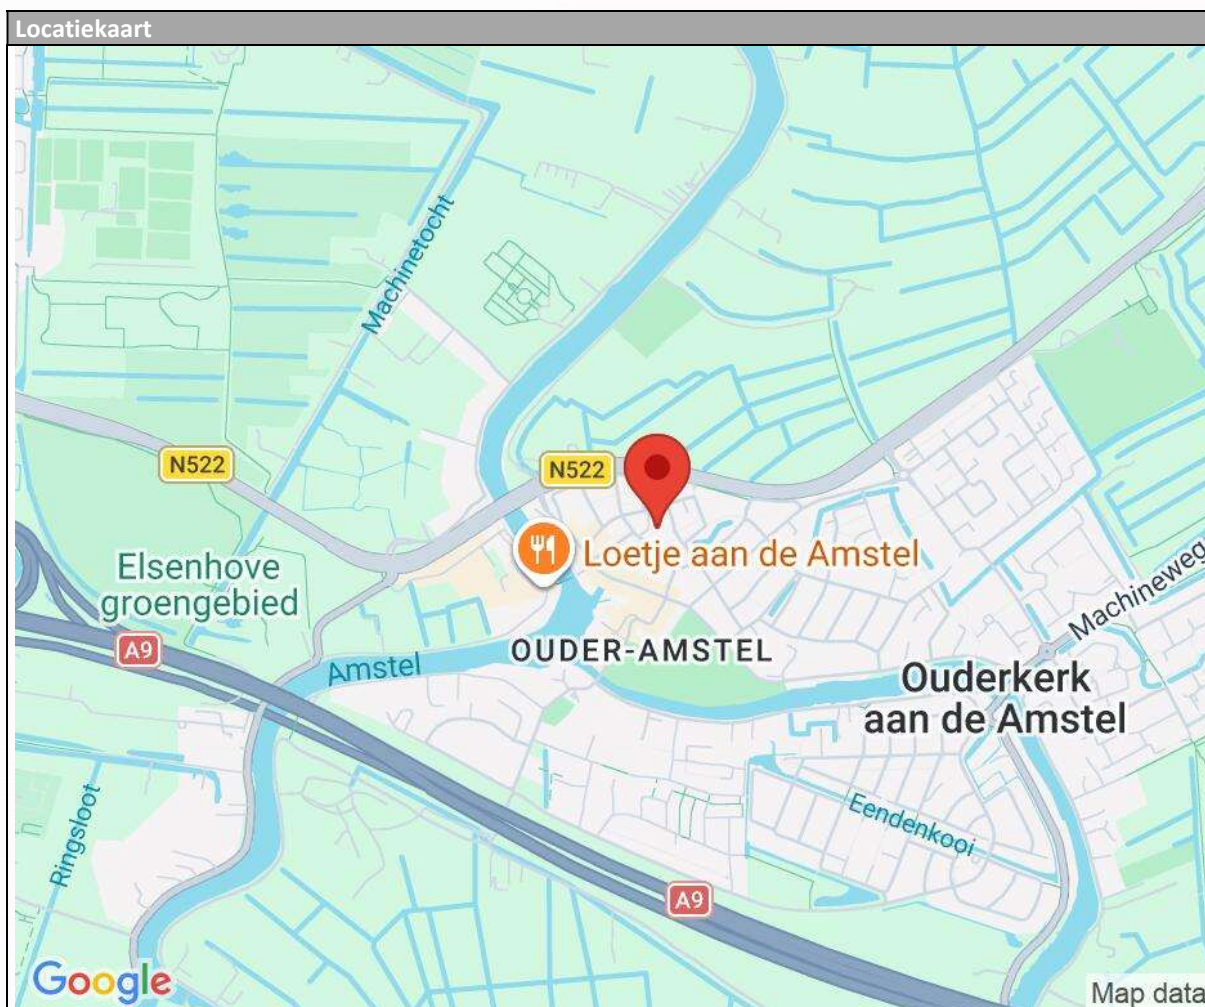 Locatiekaart
Machinetocht
N522
N522
Loetje aan de Amstel
Elsenhove
groengebied
Machineweg
A9
Amstel
OUDER-AMSTEL
Ouderkerk
aan de Amstel
Ringsloot
Eendenkooi
A9
Google
Map data